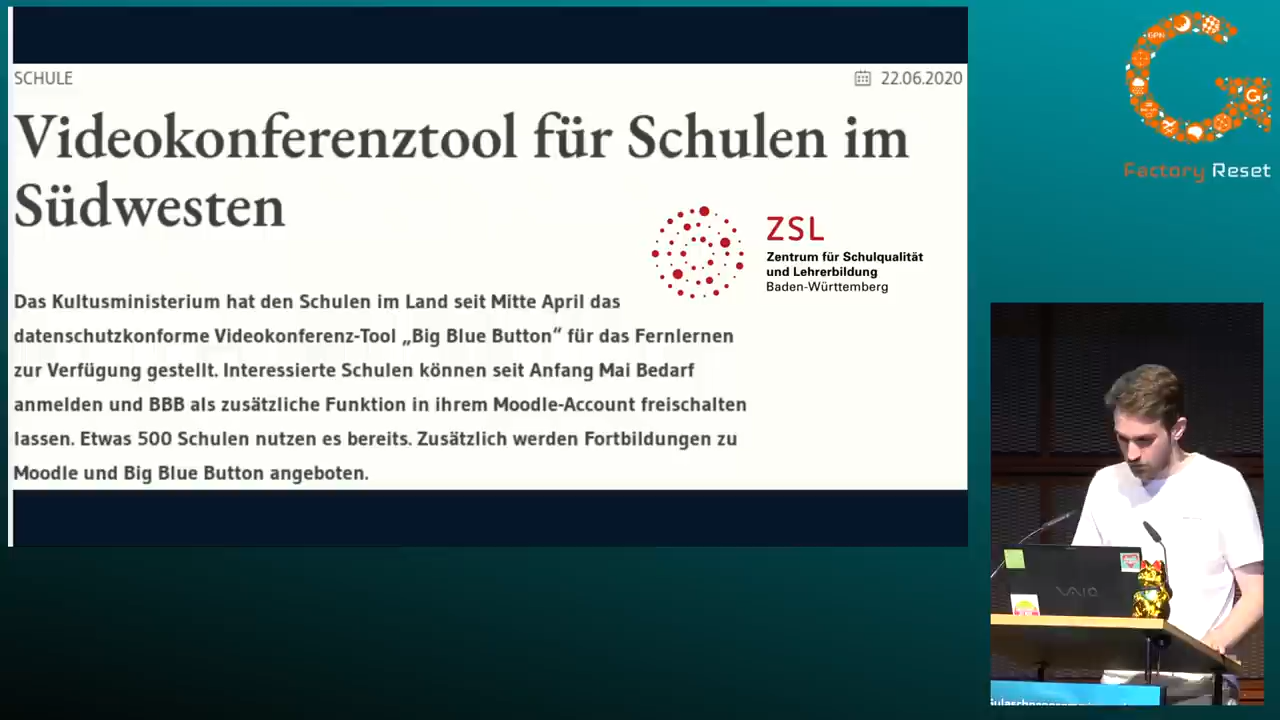 SCHULE
22.06.2020
Videokonferenztool für Schulen im
Südwesten
ZSL
Zentrum für Schulqualität
und Lehrerbildung
Baden-Württemberg
Das Kultusministerium hat den Schulen im Land seit Mitte April das
datenschutzkonforme Videokonferenz-Tool „Big Blue Button“ für das Fernlernen
zur Verfügung gestellt. Interessierte Schulen können seit Anfang Mai Bedarf
anmelden und BBB als zusätzliche Funktion in ihrem Moodle-Account freischalten
lassen. Etwas 500 Schulen nutzen es bereits. Zusätzlich werden Fortbildungen zu
Moodle und Big Blue Button angeboten.
GPN
G
Factory Reset
VAIO